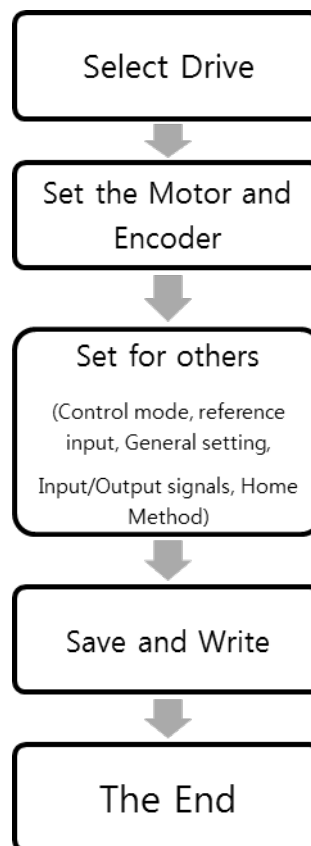 Select Drive
Set the Motor and
Encoder
Set for others
(Control mode, reference
input, General setting,
Input/Output signals, Home
Method)
Save and Write
The End